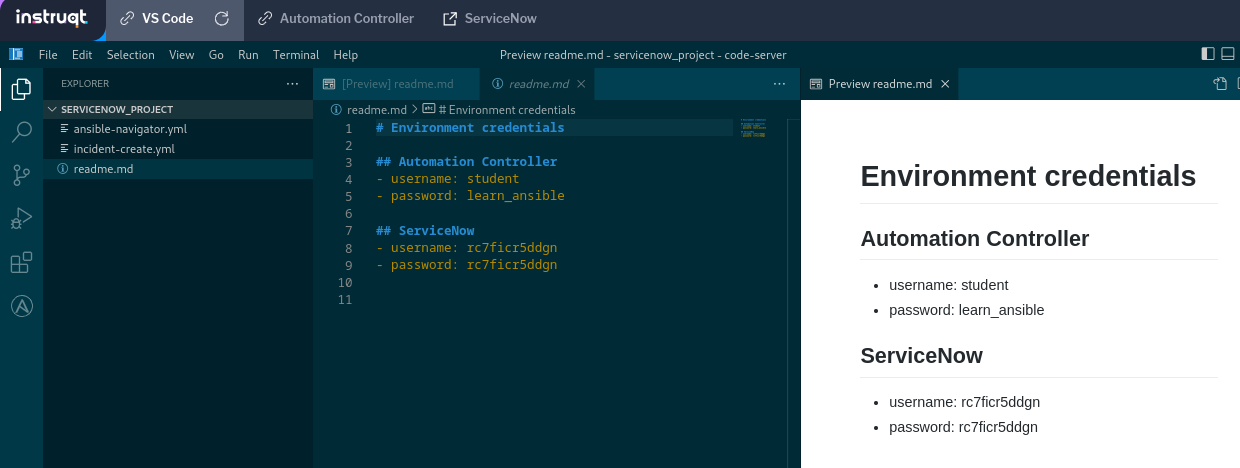 instruqt VS Code Automation Controller ServiceNow
File Edit Selection View Go Run Terminal Help Preview readme.md - servicenow_project - code-server
EXPLORER ···
SERVICENOW_PROJECT
ansible-navigator.yml
incident-create.yml
readme.md
[Preview] readme.md readme.md ···
readme.md > # Environment credentials
1 # Environment credentials
2
3 ## Automation Controller
4 - username: student
5 - password: learn_ansible
6
7 ## ServiceNow
8 - username: rc7ficr5ddgn
9 - password: rc7ficr5ddgn
10
11
Preview readme.md
Environment credentials
Automation Controller
• username: student
• password: learn_ansible
ServiceNow
• username: rc7ficr5ddgn
• password: rc7ficr5ddgn